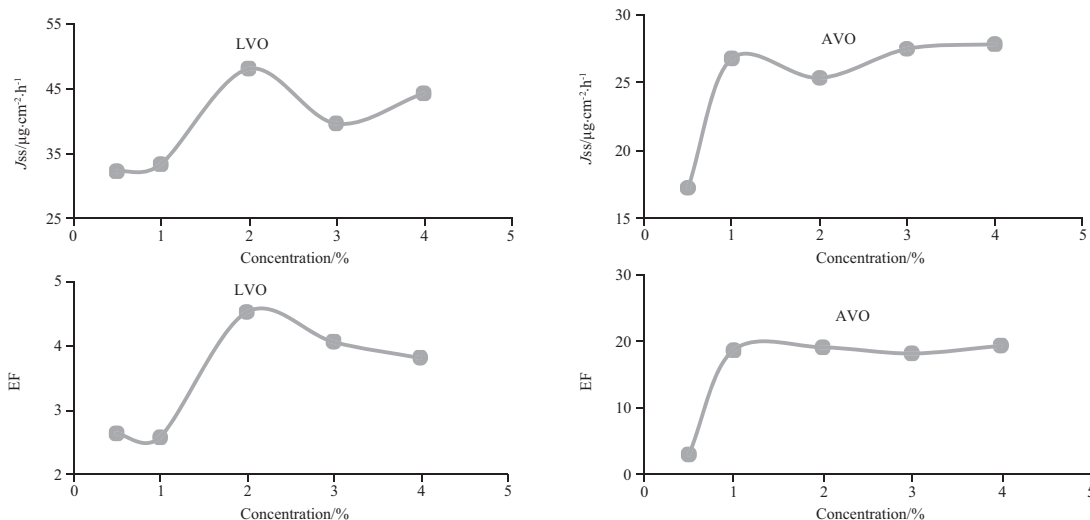 55
LVO
45
35
25
Jss/μg·cm⁻²·h⁻¹
0 1 2 3 4 5
Concentration/%
30
AVO
25
20
15
Jss/μg·cm⁻²·h⁻¹
0 1 2 3 4 5
Concentration/%
5
LVO
4
3
2
EF
0 1 2 3 4 5
Concentration/%
30
AVO
20
10
0
EF
0 1 2 3 4 5
Concentration/%